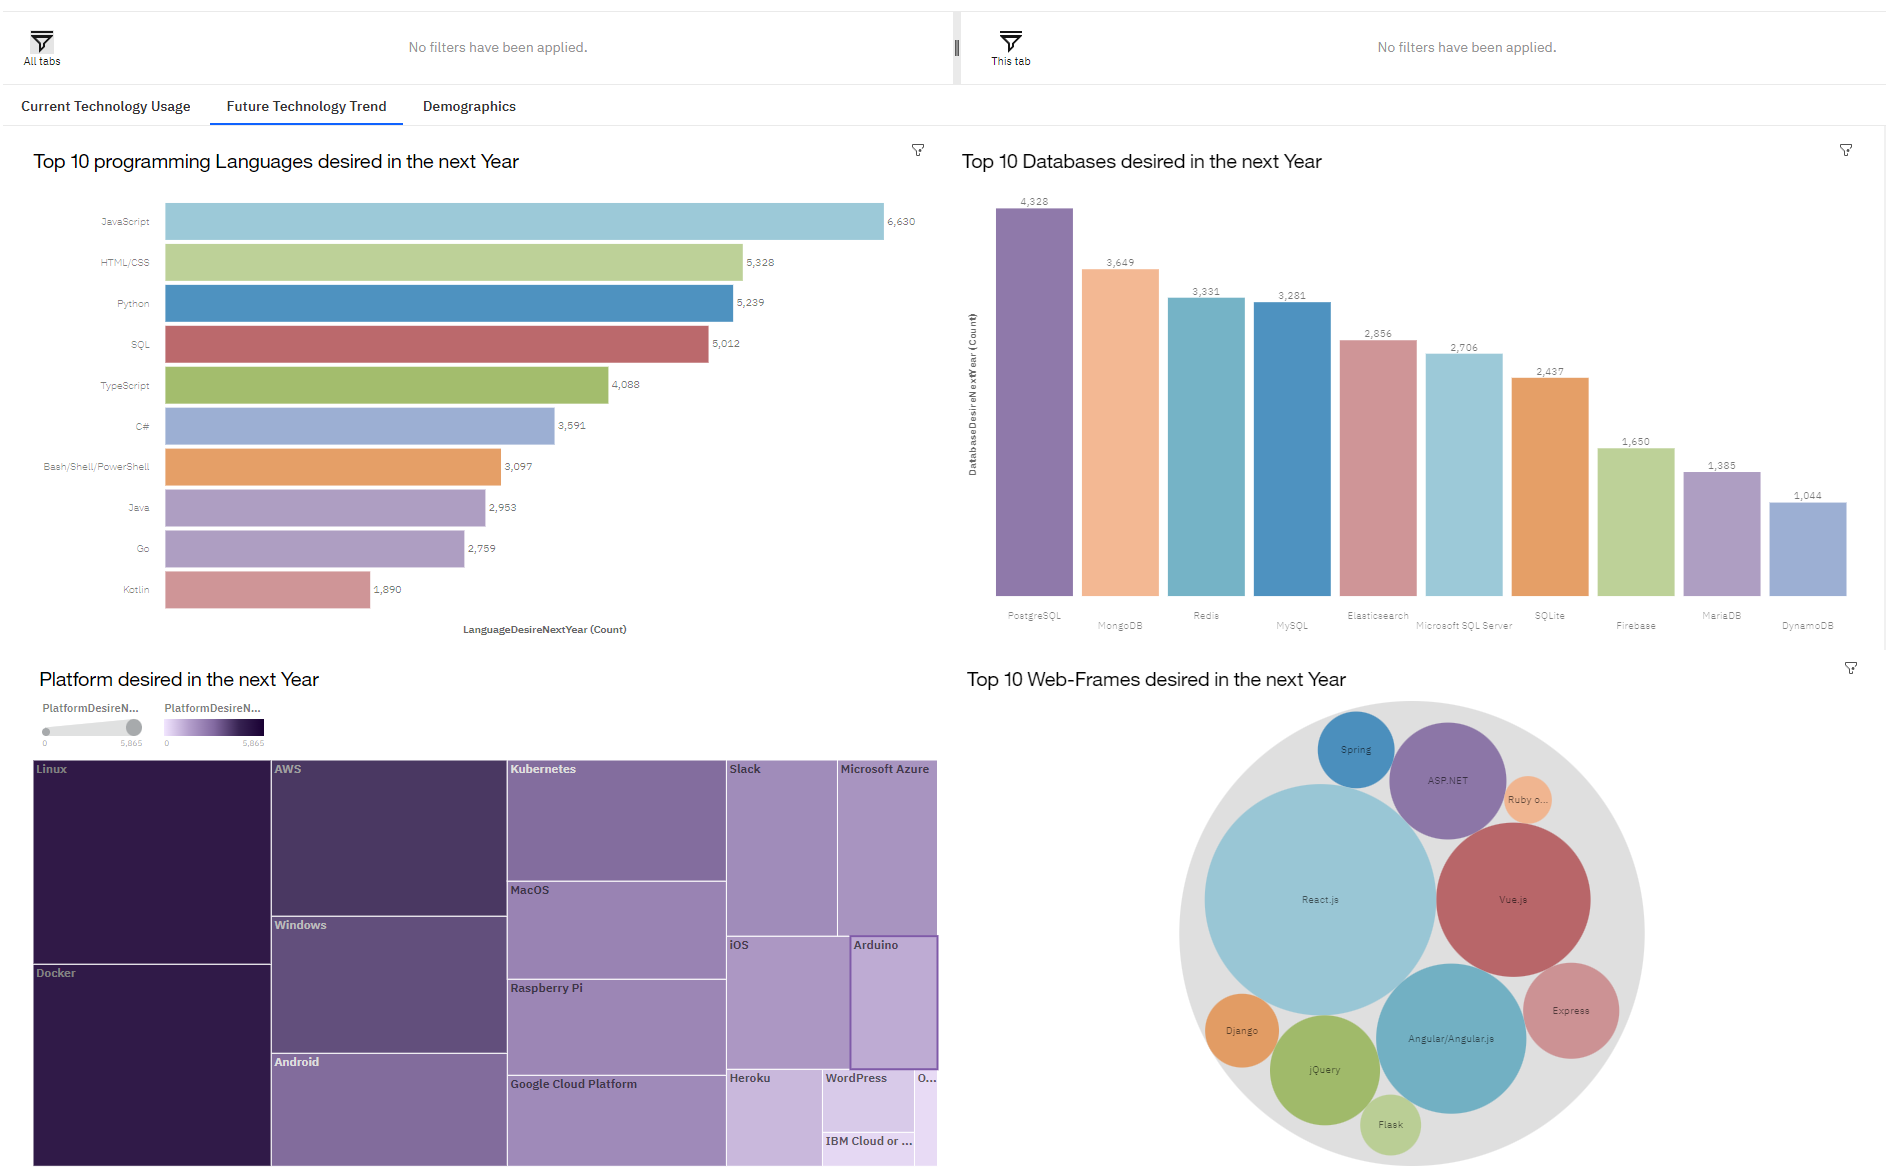 All tabs
No filters have been applied.
This tab
No filters have been applied.
Current Technology Usage
Future Technology Trend
Demographics
Top 10 programming Languages desired in the next Year
JavaScript
6,630
HTML/CSS
5,328
Python
5,239
SQL
5,012
TypeScript
4,088
C#
3,591
Bash/Shell/PowerShell
3,097
Java
2,953
Go
2,759
Kotlin
1,890
LanguageDesireNextYear (Count)
Top 10 Databases desired in the next Year
DatabaseDesireNextYear (Count)
4,328
3,649
3,331
3,281
2,856
2,706
2,437
1,650
1,385
1,044
PostgreSQL
MongoDB
Redis
MySQL
Elasticsearch
Microsoft SQL Server
SQLite
Firebase
MariaDB
DynamoDB
Platform desired in the next Year
PlatformDesireN...
0
5,865
PlatformDesireN...
0
5,865
Linux
Docker
AWS
Windows
Android
Kubernetes
MacOS
Raspberry Pi
Google Cloud Platform
Slack
Microsoft Azure
iOS
Arduino
Heroku
WordPress
O...
IBM Cloud or ...
Top 10 Web-Frames desired in the next Year
Spring
ASP.NET
Ruby o...
React.js
Vue.js
Express
Django
Angular/Angular.js
jQuery
Flask